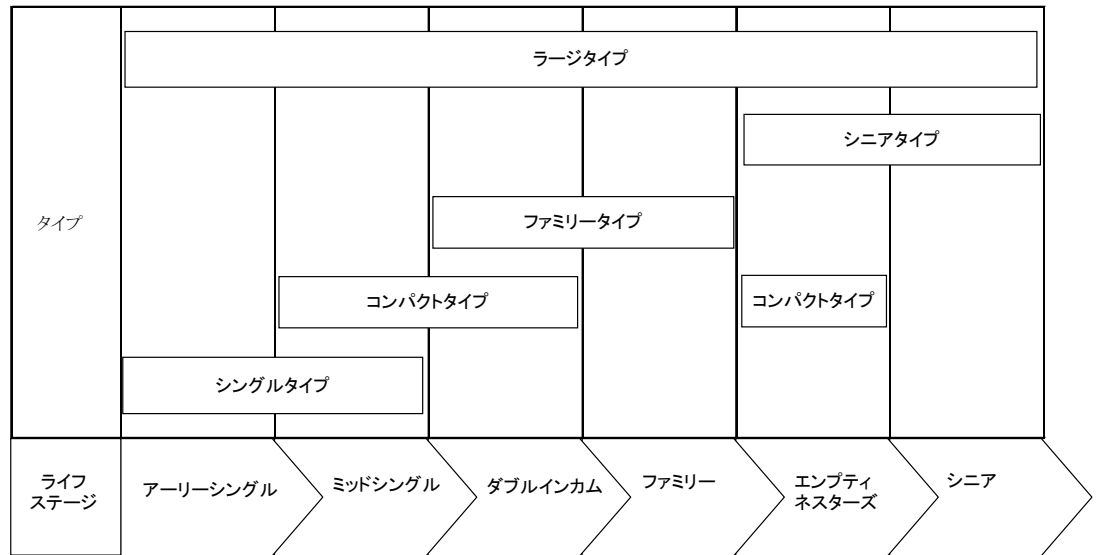 ラージタイプ
シニアタイプ
タイプ
ファミリータイプ
コンパクトタイプ
コンパクトタイプ
シングルタイプ
ライフ
ステージ
アーリーシングル
ミッドシングル
ダブルインカム
ファミリー
エンプティ
ネスターズ
シニア